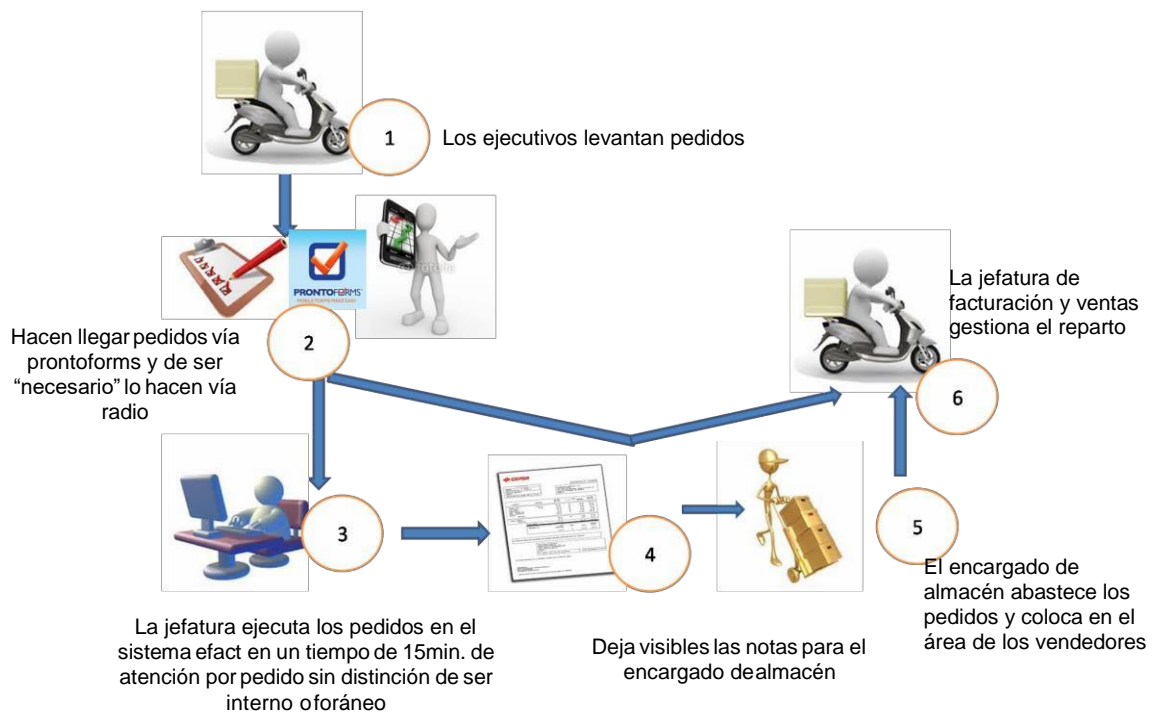 1
Los ejecutivos levantan pedidos
PRONTOFORMS
MOBILE FORMS MADE EASY
2
Hacen llegar pedidos vía
prontoforms y de ser
“necesario” lo hacen vía
radio
La jefatura de
facturación y ventas
gestiona el reparto
6
3
La jefatura ejecuta los pedidos en el
sistema efact en un tiempo de 15min. de
atención por pedido sin distinción de ser
interno oforáneo
4
Deja visibles las notas para el
encargado dealmacén
5
El encargado de
almacén abastece los
pedidos y coloca en el
área de los vendedores